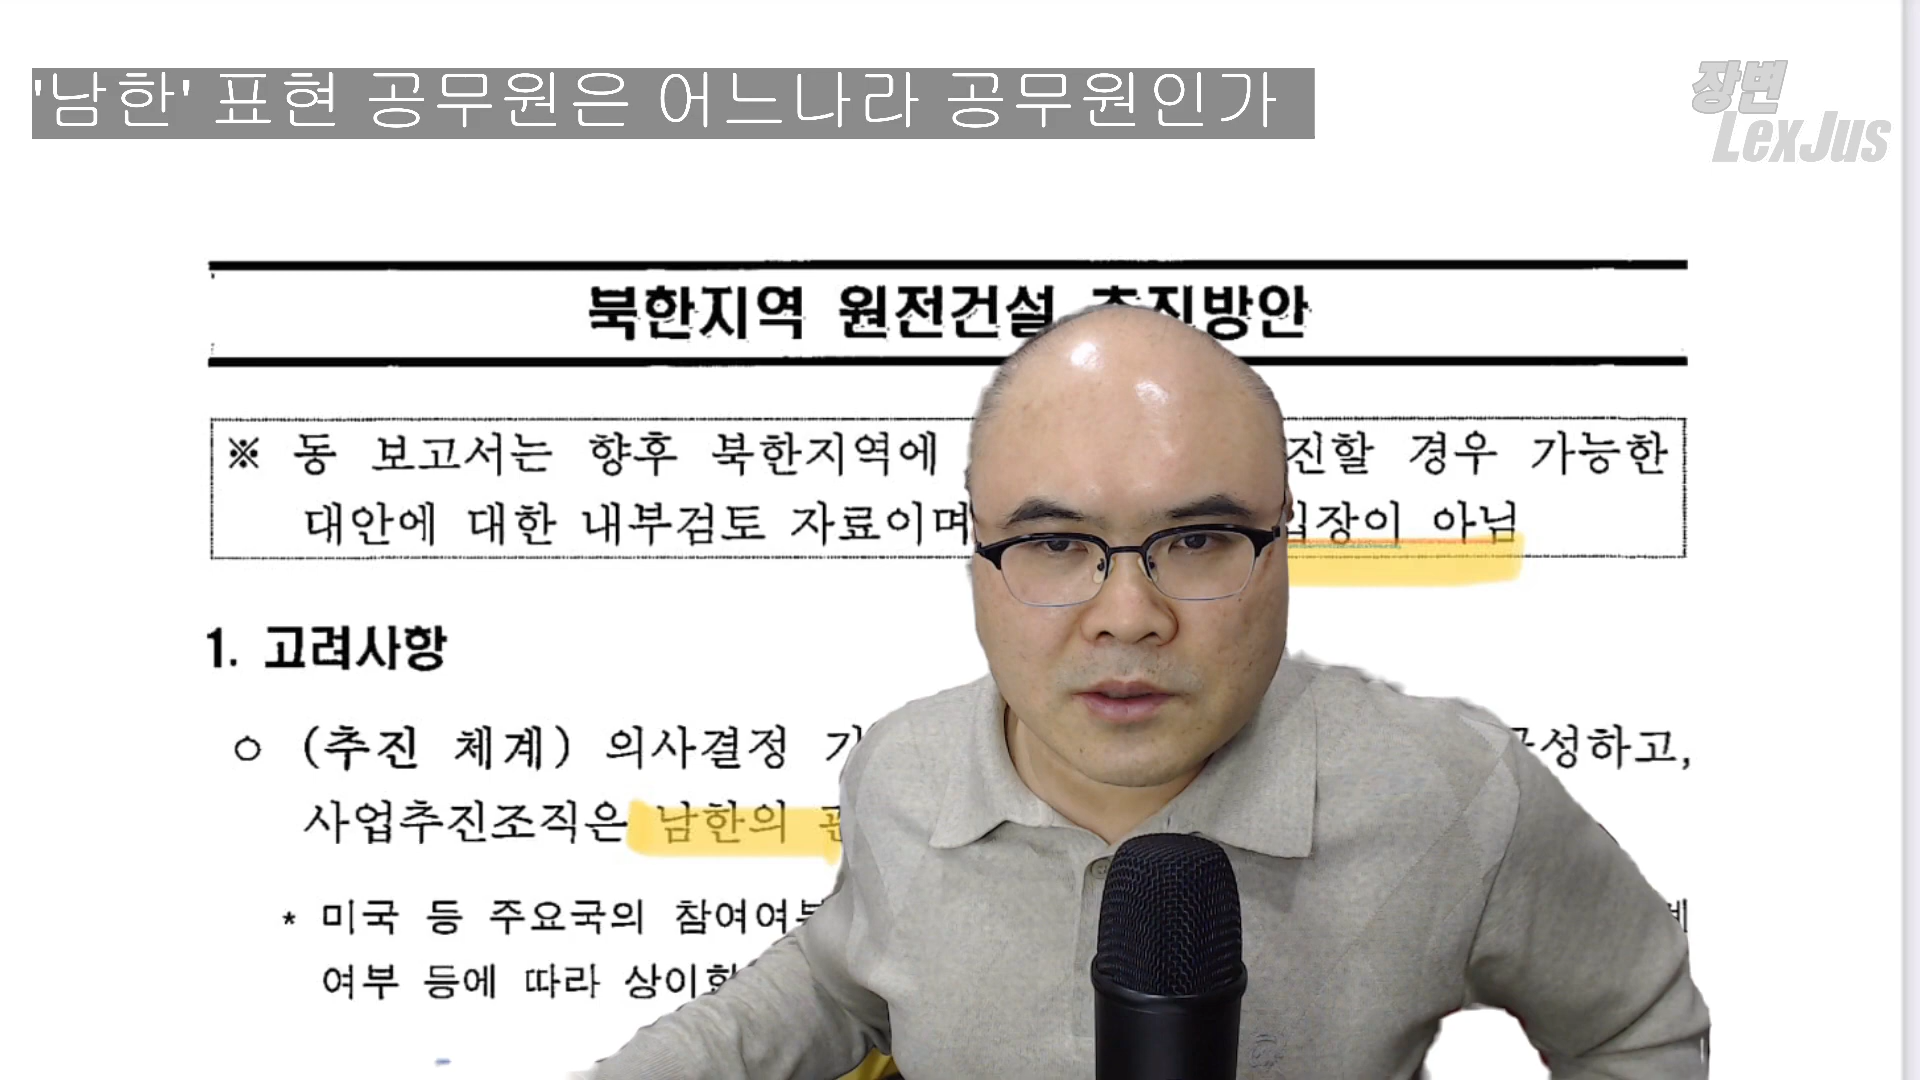 '남한' 표현 공무원은 어느나라 공무원인가
장변
LexJus
북한지역 원전건설 추진방안
※ 동 보고서는 향후 북한지역에 진할 경우 가능한
대안에 대한 내부검토 자료이며 입장이 아님
1. 고려사항
○ (추진 체계) 의사결정 구성하고,
사업추진조직은 남한의
* 미국 등 주요국의 참여여부
여부 등에 따라